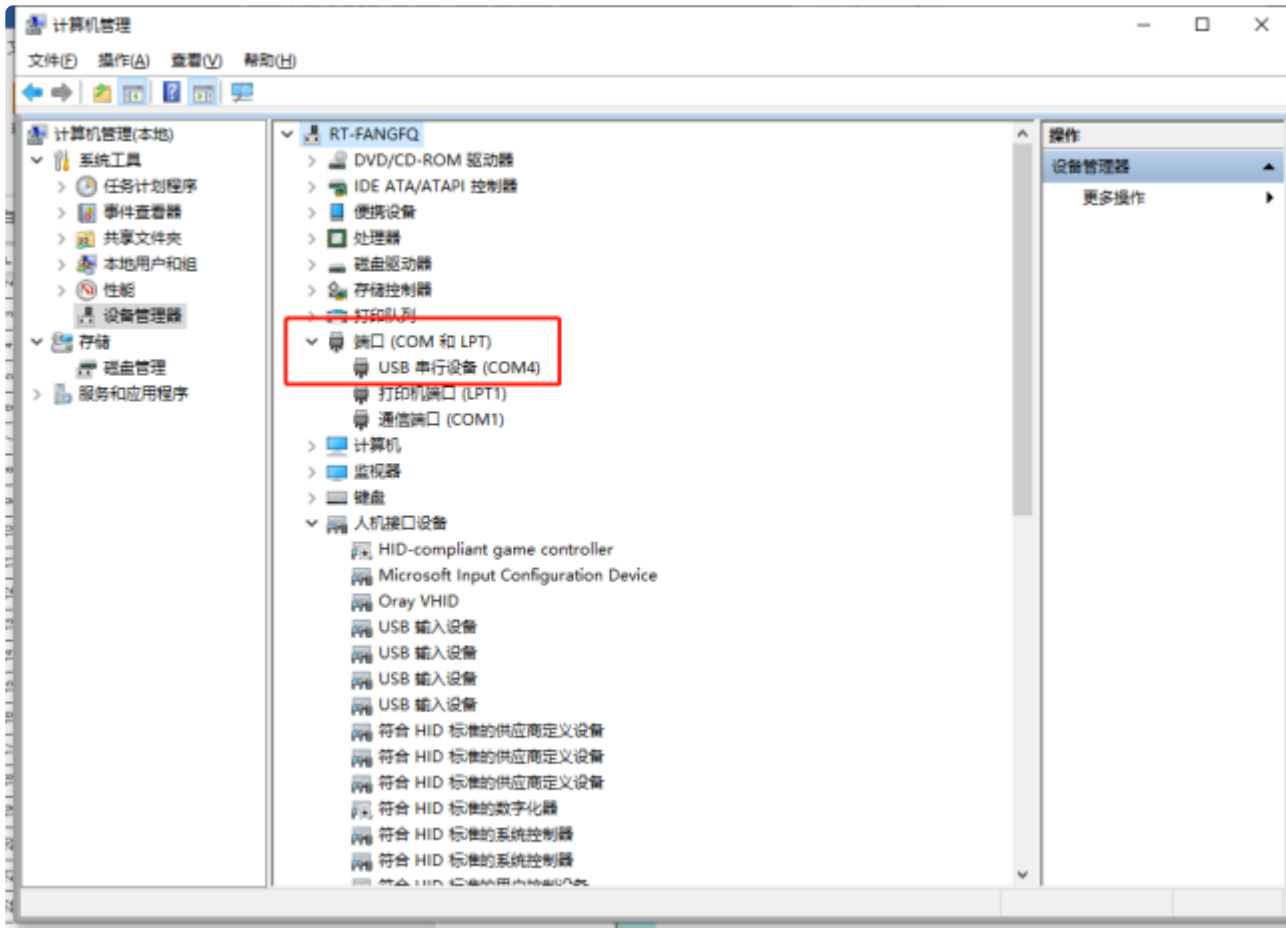 计算机管理
文件(F) 操作(A) 查看(V) 帮助(H)
计算机管理(本地)
系统工具
任务计划程序
事件查看器
共享文件夹
本地用户和组
性能
设备管理器
存储
磁盘管理
服务和应用程序
RT-FANGFQ
DVD/CD-ROM 驱动器
IDE ATA/ATAPI 控制器
便携设备
处理器
磁盘驱动器
存储控制器
打印队列
端口 (COM 和 LPT)
USB 串行设备 (COM4)
打印机端口 (LPT1)
通信端口 (COM1)
计算机
监视器
键盘
人机接口设备
HID-compliant game controller
Microsoft Input Configuration Device
Oray VHID
USB 输入设备
USB 输入设备
USB 输入设备
USB 输入设备
符合 HID 标准的供应商定义设备
符合 HID 标准的供应商定义设备
符合 HID 标准的供应商定义设备
符合 HID 标准的数字化器
符合 HID 标准的系统控制器
符合 HID 标准的系统控制器
符合 HID 标准的用户控制设备
操作
设备管理器
更多操作